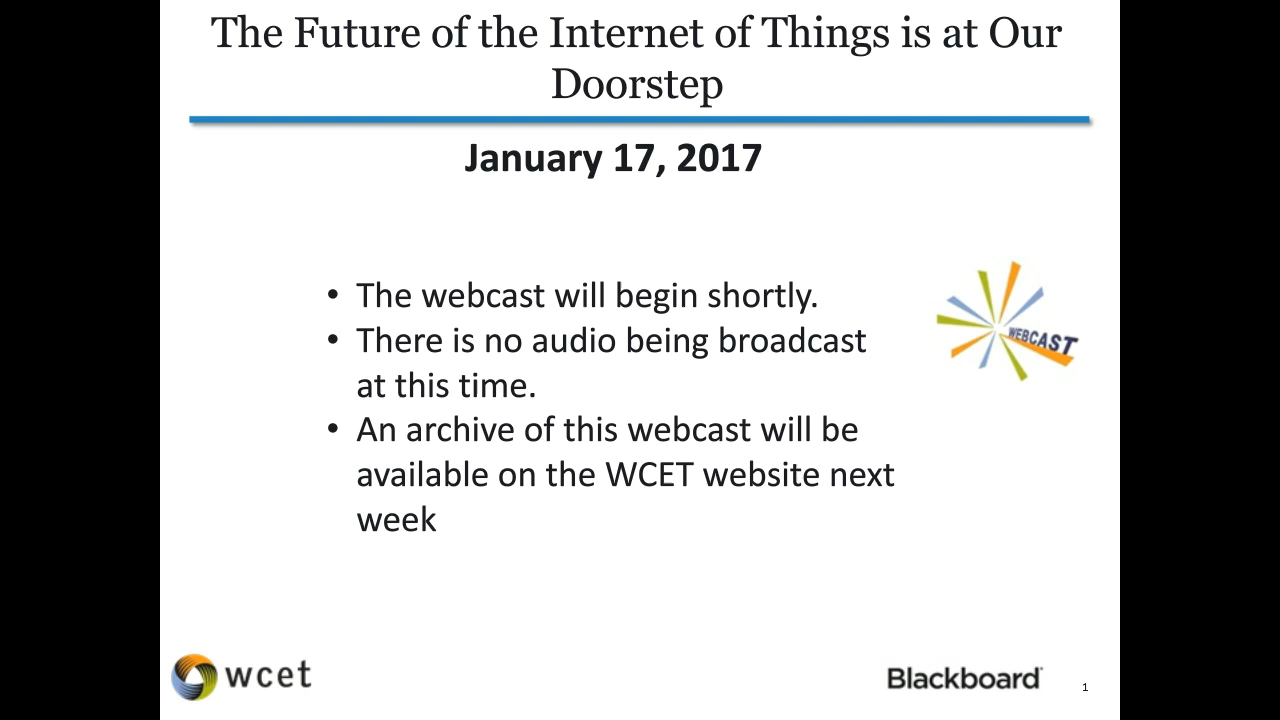 The Future of the Internet of Things is at Our
Doorstep
January 17, 2017
• The webcast will begin shortly.
• There is no audio being broadcast
at this time.
• An archive of this webcast will be
available on the WCET website next
week
WEBCAST
wcet
Blackboard
1